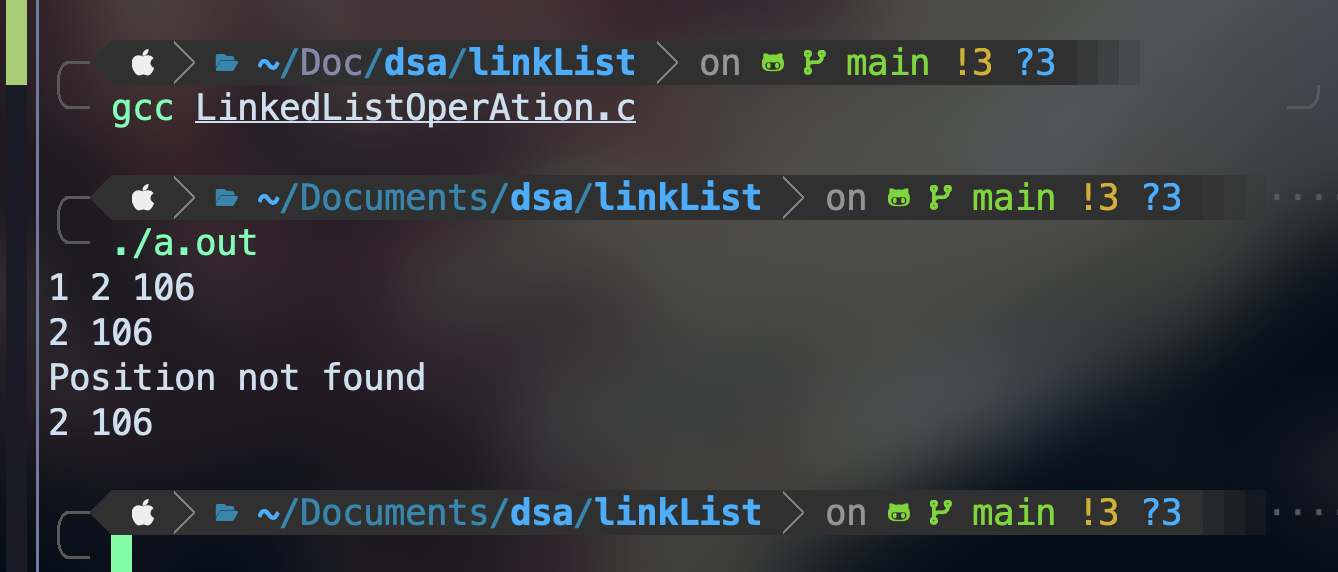 ~/Doc/dsa/linkList on main !3 ?3
gcc LinkedListOperAtion.c
~/Documents/dsa/linkList on main !3 ?3 ····
./a.out
1 2 106
2 106
Position not found
2 106
~/Documents/dsa/linkList on main !3 ?3 ····